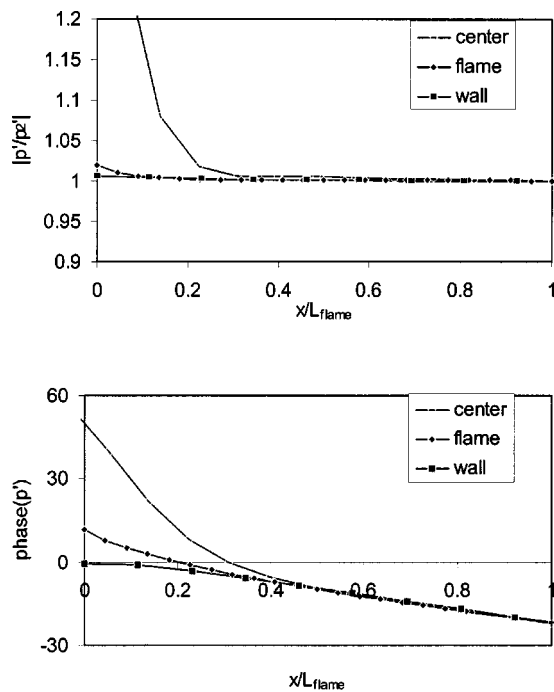 |p'/p2'|
1.2
1.15
1.1
1.05
1
0.95
0.9
center
flame
wall
0 0.2 0.4 0.6 0.8 1
x/Lflame
phase(p')
60
30
0
-30
center
flame
wall
0 0.2 0.4 0.6 0.8 1
x/Lflame